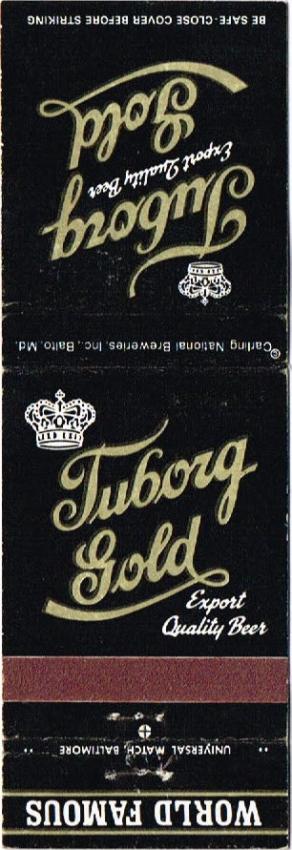 BE SAFE-CLOSE COVER BEFORE STRIKING
Tuborg
Export Quality Beer
Gold
© Carling National Breweries, Inc., Balto. Md.
Tuborg
Gold
Export
Quality Beer
UNIVERSAL MATCH, BALTIMORE
WORLD FAMOUS